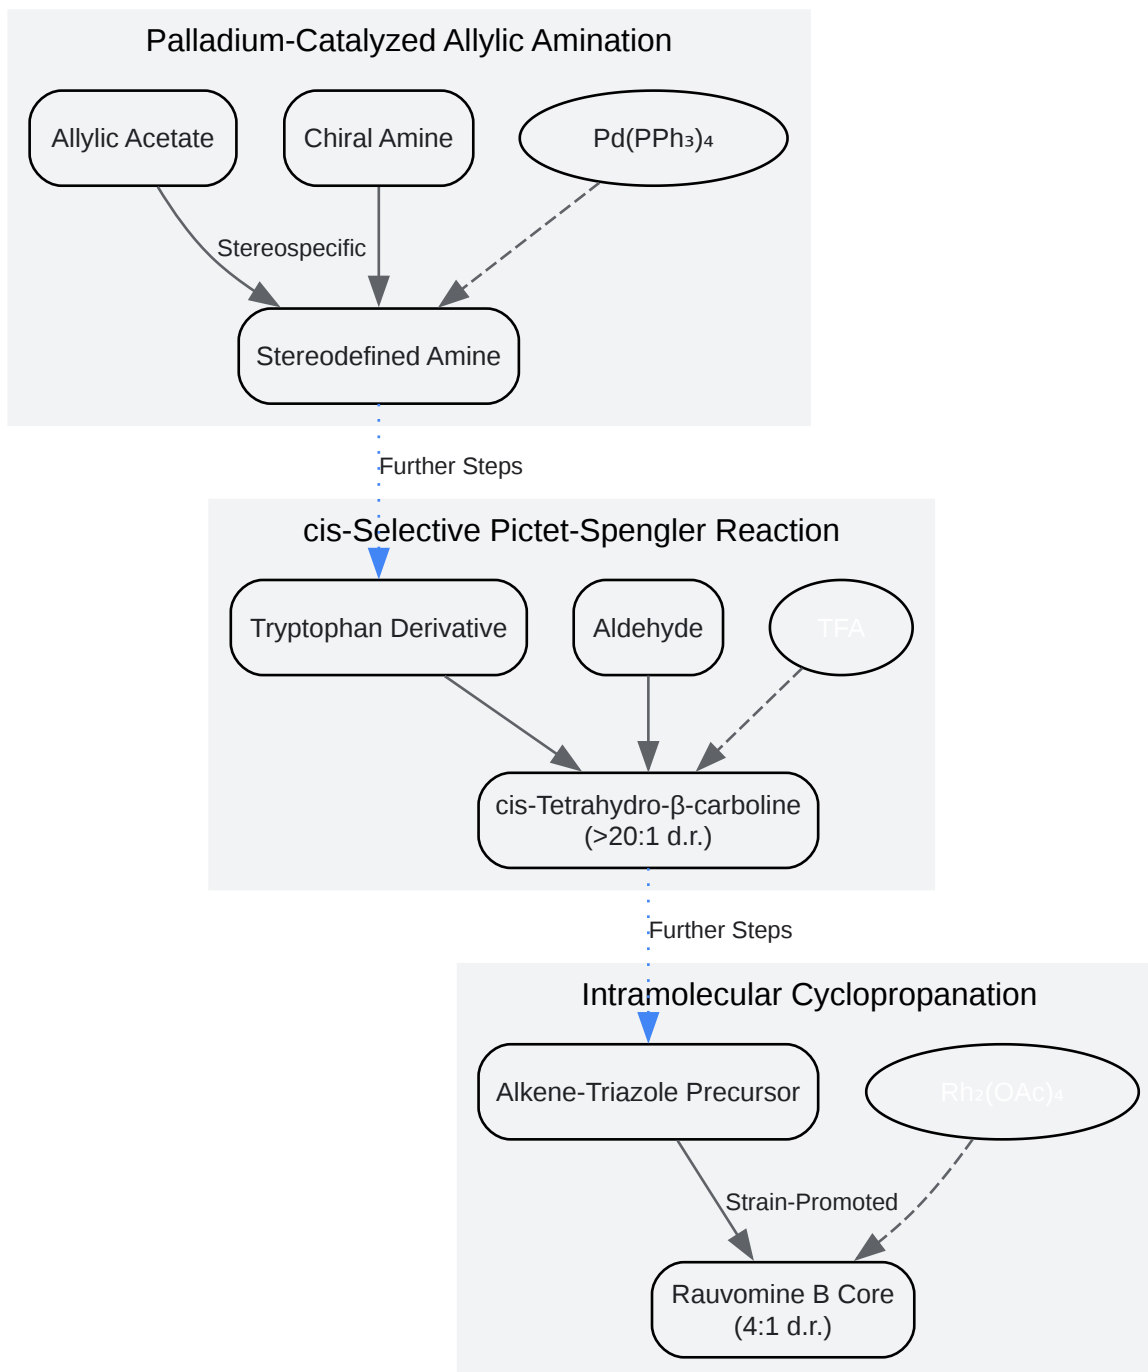 Palladium-Catalyzed Allylic Amination
Allylic Acetate
Chiral Amine
Pd(PPh₃)₄
Stereospecific
Stereodefined Amine
Further Steps
cis-Selective Pictet-Spengler Reaction
Tryptophan Derivative
Aldehyde
TFA
cis-Tetrahydro-β-carboline
(>20:1 d.r.)
Further Steps
Intramolecular Cyclopropanation
Alkene-Triazole Precursor
Rh₂(OAc)₄
Strain-Promoted
Rauvomine B Core
(4:1 d.r.)